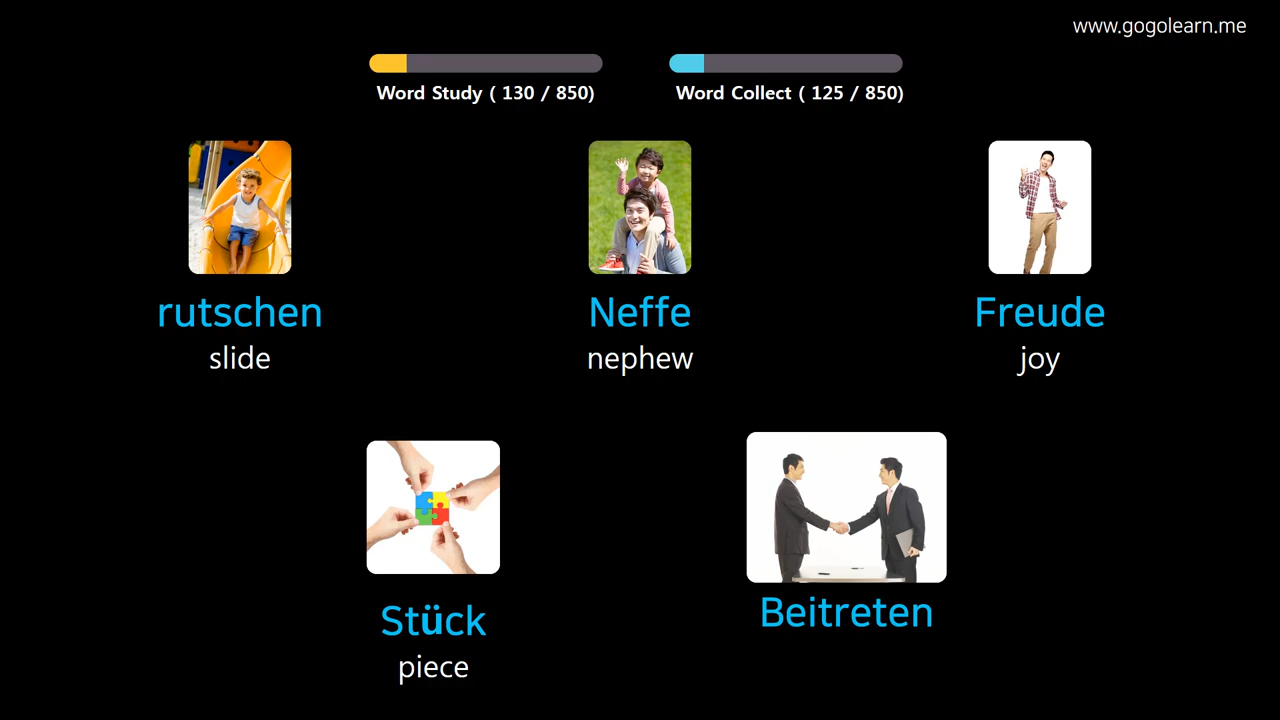 www.gogolearn.me
Word Study ( 130 / 850)
Word Collect ( 125 / 850)
rutschen
slide
Neffe
nephew
Freude
joy
Stück
piece
Beitreten